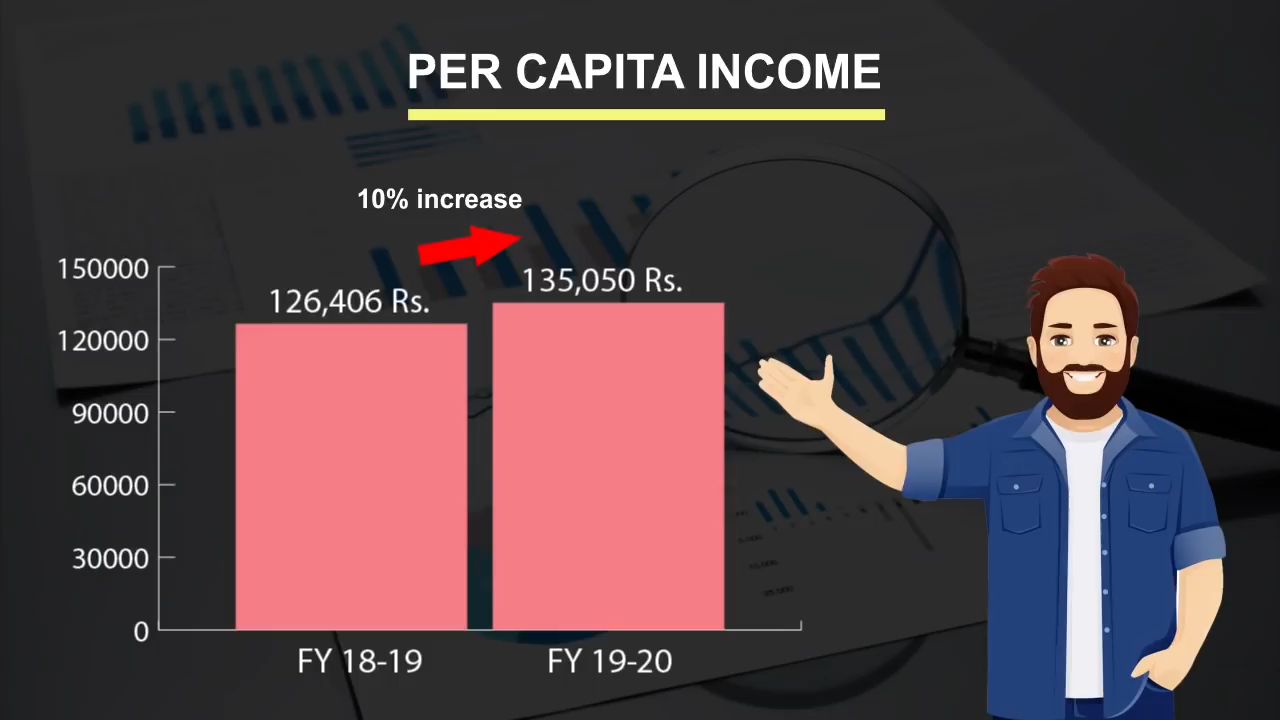 PER CAPITA INCOME
10% increase
126,406 Rs.
135,050 Rs.
150000
120000
90000
60000
30000
0
FY 18-19
FY 19-20